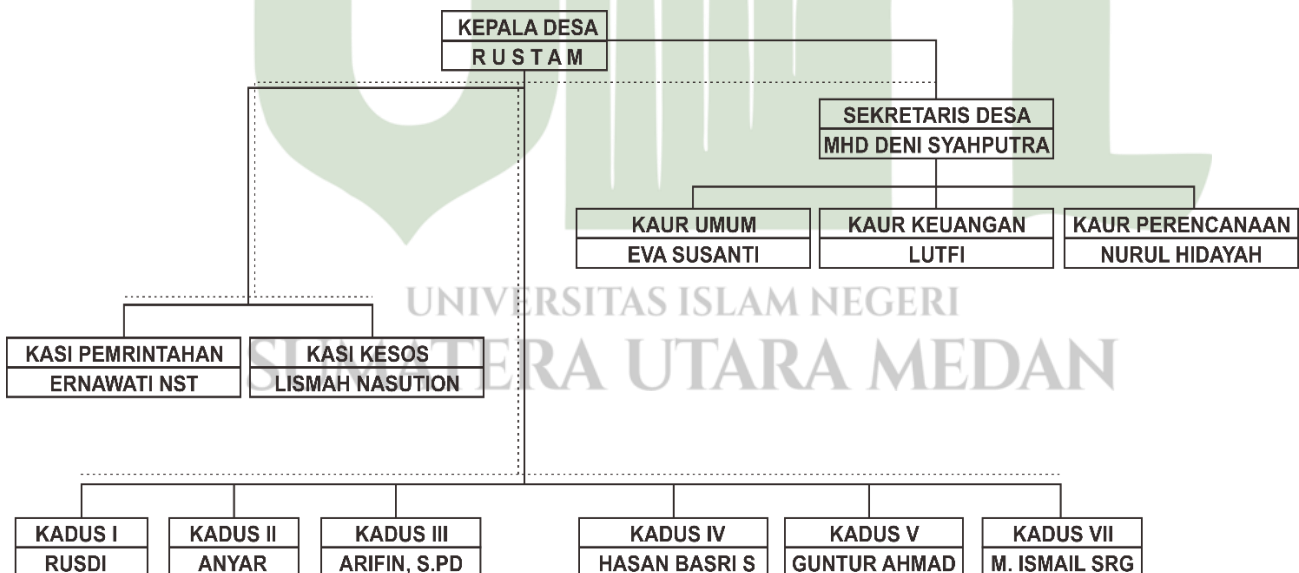 KEPALA DESA
R U S T A M
SEKRETARIS DESA
MHD DENI SYAHPUTRA
KAUR UMUM
EVA SUSANTI
KAUR KEUANGAN
LUTFI
KAUR PERENCANAAN
NURUL HIDAYAH
UNIVERSITAS ISLAM NEGERI
SUMATERA UTARA MEDAN
KASI PEMRINTAHAN
ERNAWATI NST
KASI KESOS
LISMAH NASUTION
KADUS I
RUSDI
KADUS II
ANYAR
KADUS III
ARIFIN, S.PD
KADUS IV
HASAN BASRI S
KADUS V
GUNTUR AHMAD
KADUS VII
M. ISMAIL SRG